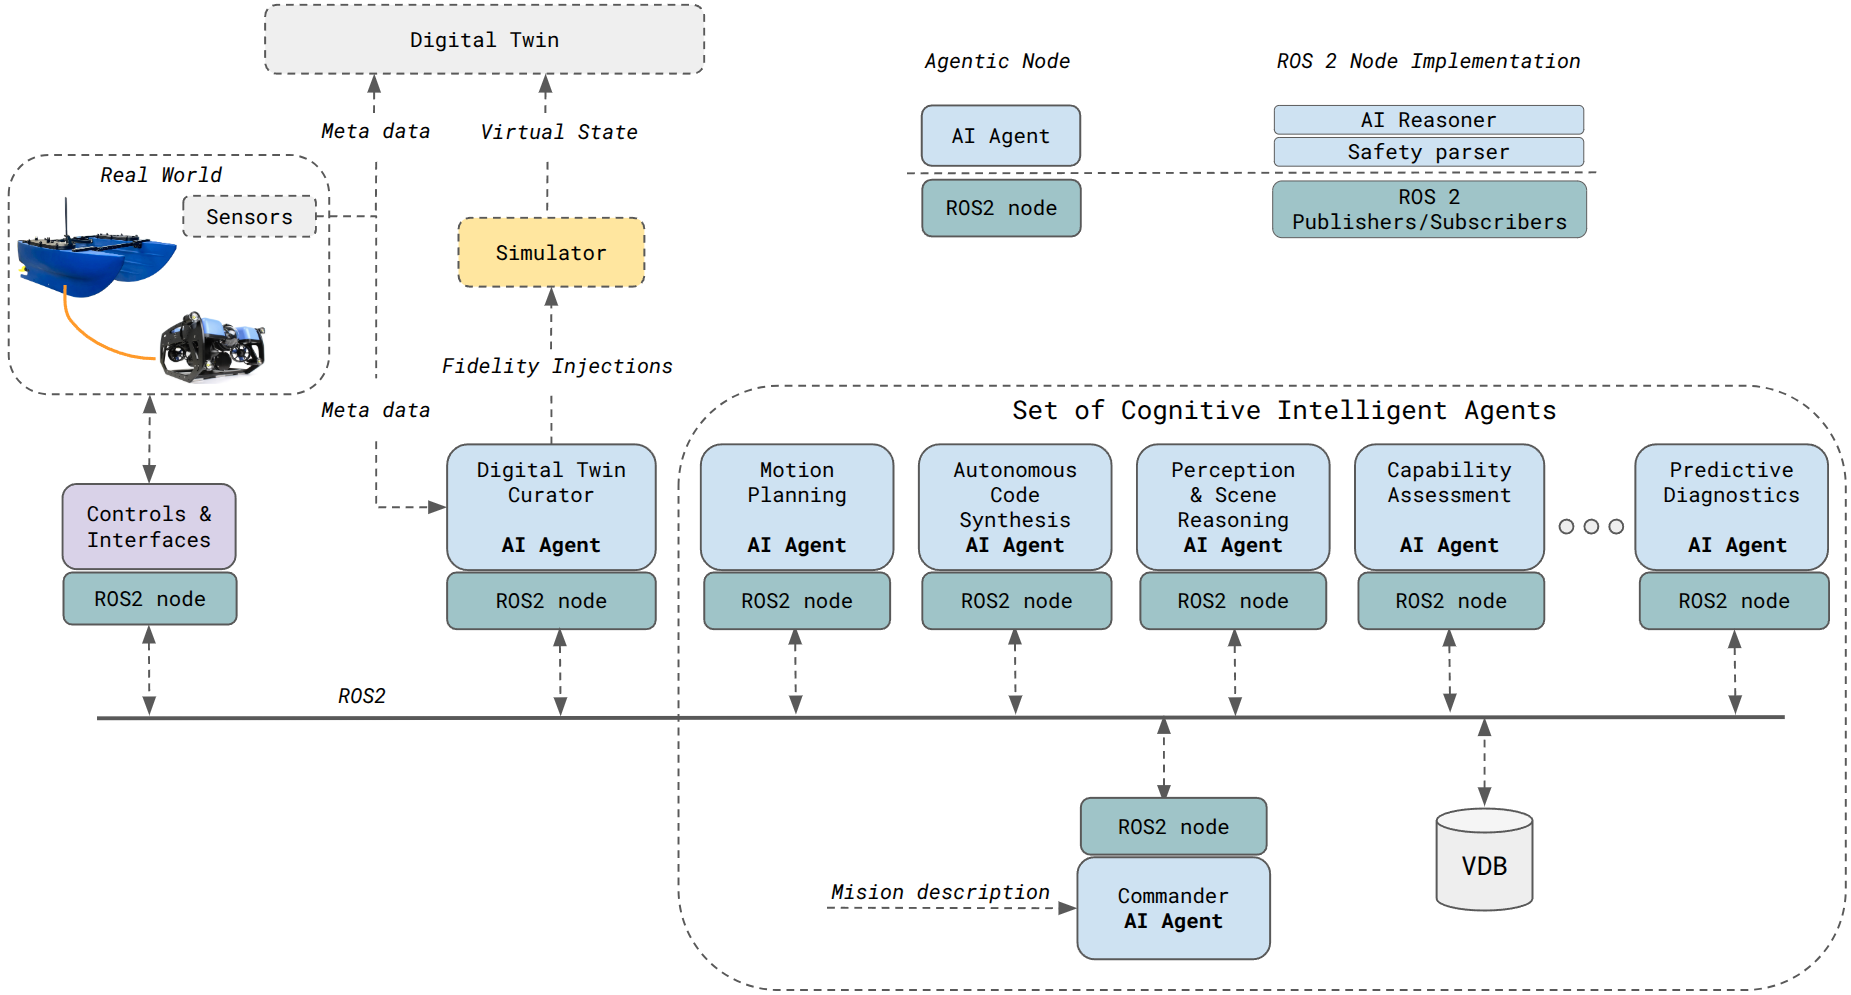 Digital Twin
Agentic Node
ROS 2 Node Implementation
Meta data
Virtual State
AI Agent
AI Reasoner
Safety parser
Real World
Sensors
ROS2 node
ROS 2
Publishers/Subscribers
Simulator
Fidelity Injections
Meta data
Set of Cognitive Intelligent Agents
Controls &
Interfaces
ROS2 node
Digital Twin
Curator
AI Agent
ROS2 node
Motion
Planning
AI Agent
ROS2 node
Autonomous
Code
Synthesis
AI Agent
ROS2 node
Perception
& Scene
Reasoning
AI Agent
ROS2 node
Capability
Assessment
AI Agent
ROS2 node
Predictive
Diagnostics
AI Agent
ROS2 node
ROS2
ROS2 node
Mision description
Commander
AI Agent
VDB